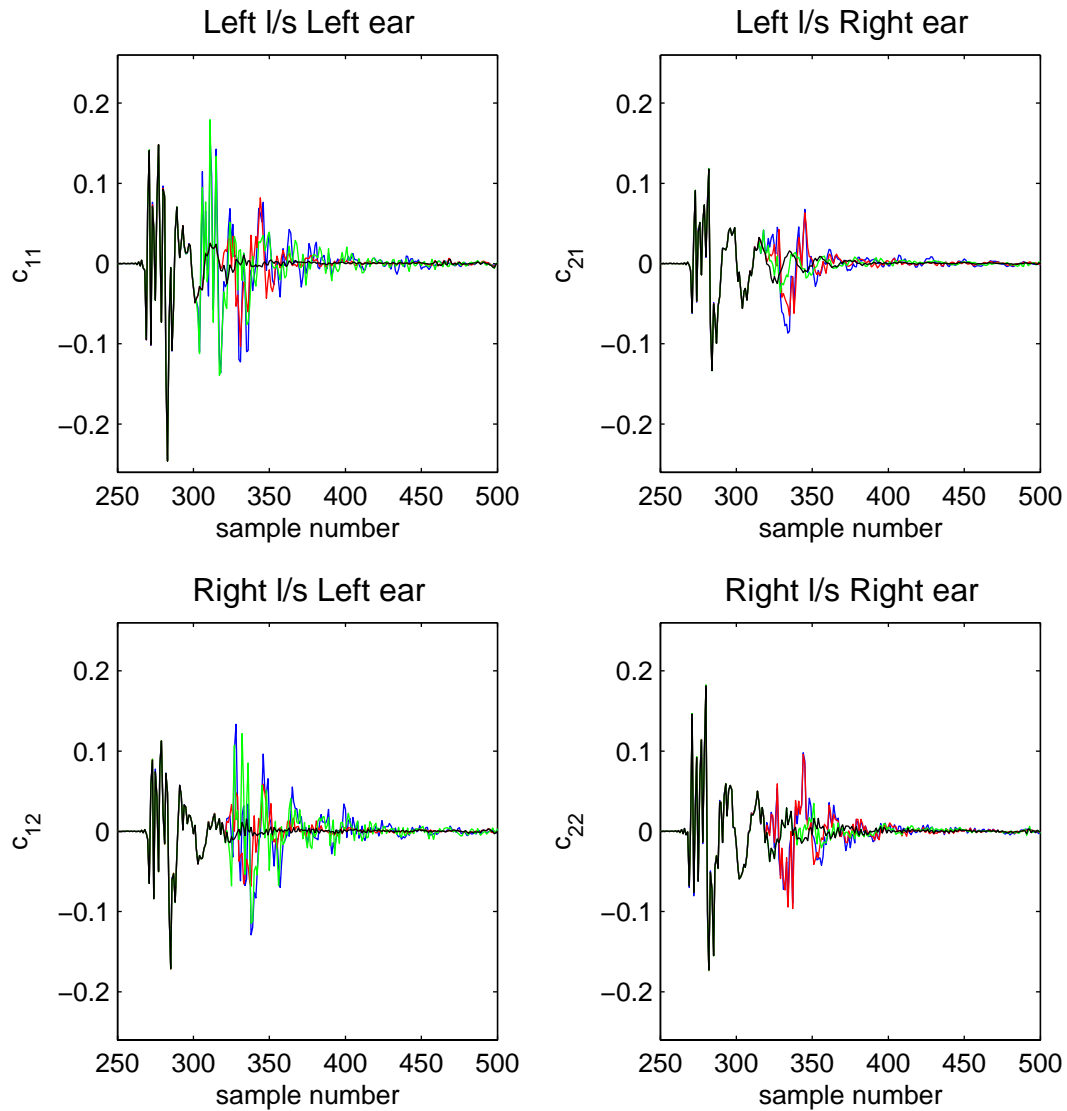 Left l/s Left ear
c11
0.2
0.1
0
−0.1
−0.2
250 300 350 400 450 500
sample number
Left l/s Right ear
c21
0.2
0.1
0
−0.1
−0.2
250 300 350 400 450 500
sample number
Right l/s Left ear
c12
0.2
0.1
0
−0.1
−0.2
250 300 350 400 450 500
sample number
Right l/s Right ear
c22
0.2
0.1
0
−0.1
−0.2
250 300 350 400 450 500
sample number